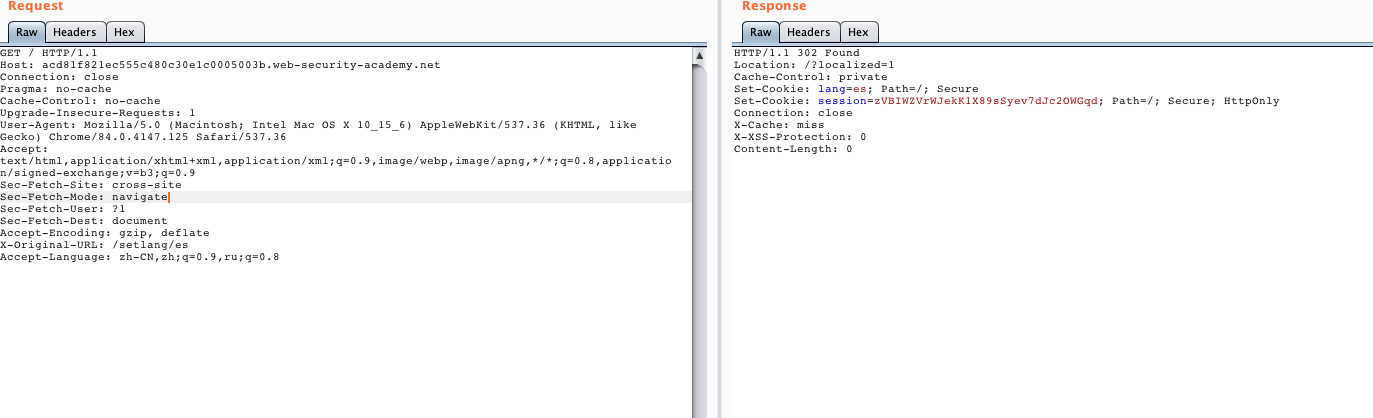 Request
Raw Headers Hex
GET / HTTP/1.1
Host: acd81f821ec555c480c30e1c0005003b.web-security-academy.net
Connection: close
Pragma: no-cache
Cache-Control: no-cache
Upgrade-Insecure-Requests: 1
User-Agent: Mozilla/5.0 (Macintosh; Intel Mac OS X 10_15_6) AppleWebKit/537.36 (KHTML, like
Gecko) Chrome/84.0.4147.125 Safari/537.36
Accept:
text/html,application/xhtml+xml,application/xml;q=0.9,image/webp,image/apng,*/*;q=0.8,applicatio
n/signed-exchange;v=b3;q=0.9
Sec-Fetch-Site: cross-site
Sec-Fetch-Mode: navigate
Sec-Fetch-User: ?1
Sec-Fetch-Dest: document
Accept-Encoding: gzip, deflate
X-Original-URL: /setlang/es
Accept-Language: zh-CN,zh;q=0.9,ru;q=0.8
Response
Raw Headers Hex
HTTP/1.1 302 Found
Location: /?localized=1
Cache-Control: private
Set-Cookie: lang=es; Path=/; Secure
Set-Cookie: session=zVBIWZVrWJekKlX89sSyev7dJc2OWGqd; Path=/; Secure; HttpOnly
Connection: close
X-Cache: miss
X-XSS-Protection: 0
Content-Length: 0